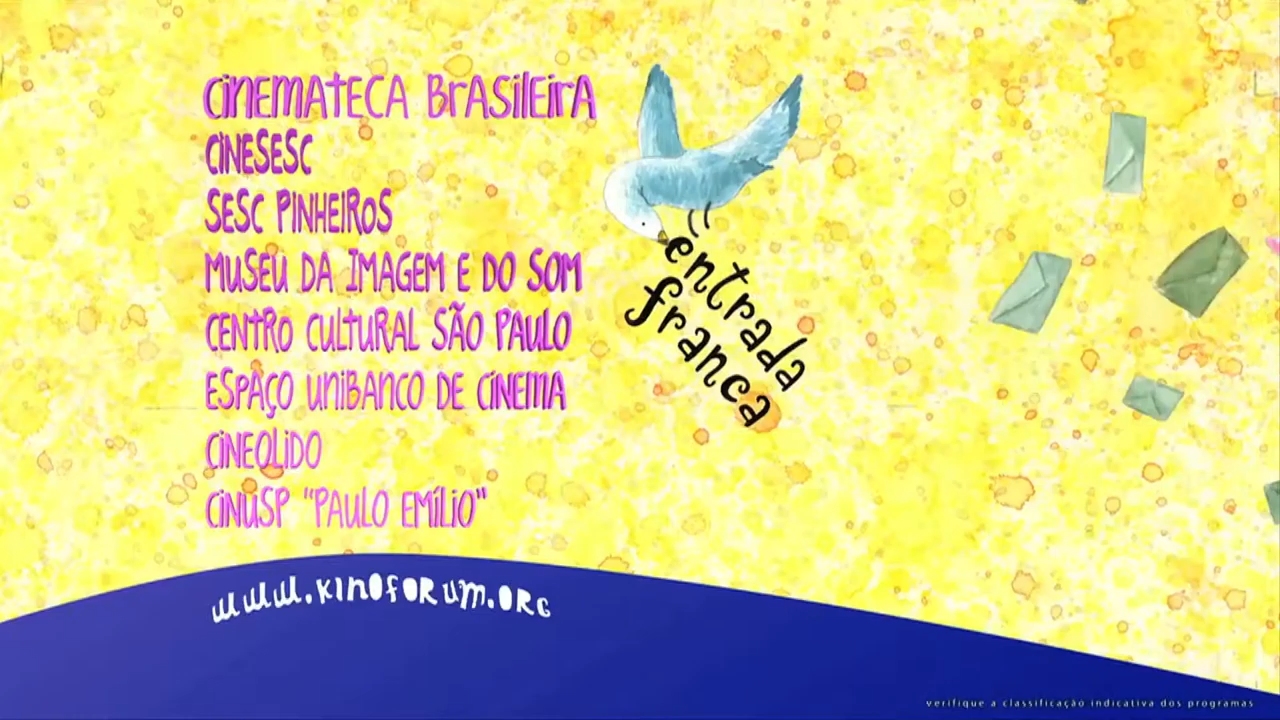 CINEMATECA BRASILEIRA
CINESESC
SESC PINHEIROS
MUSEU DA IMAGEM E DO SOM
CENTRO CULTURAL SÃO PAULO
ESPAÇO UNIBANCO DE CINEMA
CINEOLIDO
CINUSP "PAULO EMÍLIO"
entrada
franca
www.kinoforum.org
verifique a classificação indicativa dos programas